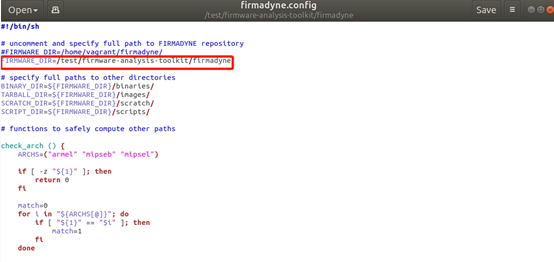 Open
firmadyne.config
/test/firmware-analysis-toolkit/firmadyne
Save
#!/bin/sh
# uncomment and specify full path to FIRMADYNE repository
#FIRMWARE_DIR=/home/vagrant/firmadyne/
FIRMWARE_DIR=/test/firmware-analysis-toolkit/firmadyne
# specify full paths to other directories
BINARY_DIR=${FIRMWARE_DIR}/binaries/
TARBALL_DIR=${FIRMWARE_DIR}/images/
SCRATCH_DIR=${FIRMWARE_DIR}/scratch/
SCRIPT_DIR=${FIRMWARE_DIR}/scripts/
# functions to safely compute other paths
check_arch () {
    ARCHS=("armel" "mipseb" "mipsel")
    if [ -z "${1}" ]; then
        return 0
    fi
    match=0
    for i in "${ARCHS[@]}"; do
        if [ "${1}" == "$i" ]; then
            match=1
        fi
    done